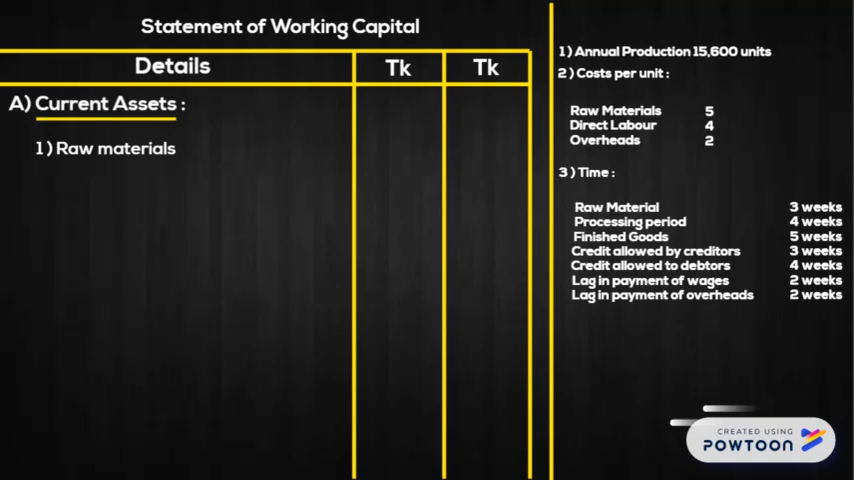 Statement of Working Capital
Details Tk Tk
A) Current Assets :
1) Raw materials
1) Annual Production 15,600 units
2) Costs per unit :
Raw Materials 5
Direct Labour 4
Overheads 2
3) Time :
Raw Material 3 weeks
Processing period 4 weeks
Finished Goods 5 weeks
Credit allowed by creditors 3 weeks
Credit allowed to debtors 4 weeks
Lag in payment of wages 2 weeks
Lag in payment of overheads 2 weeks
CREATED USING
POWTOON